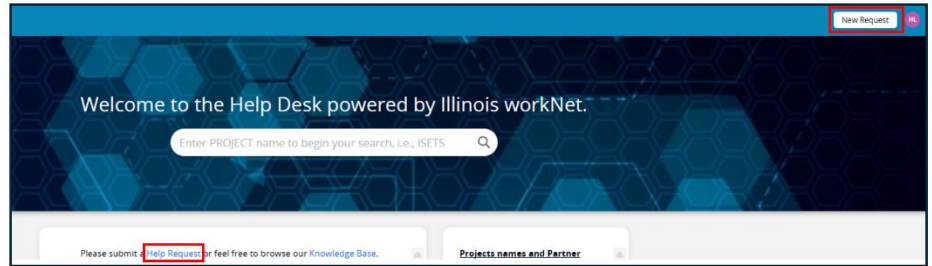 New Request
HL
Welcome to the Help Desk powered by Illinois workNet.
Enter PROJECT name to begin your search, i.e., ISETS
Please submit a Help Request or feel free to browse our Knowledge Base.
Projects names and Partner